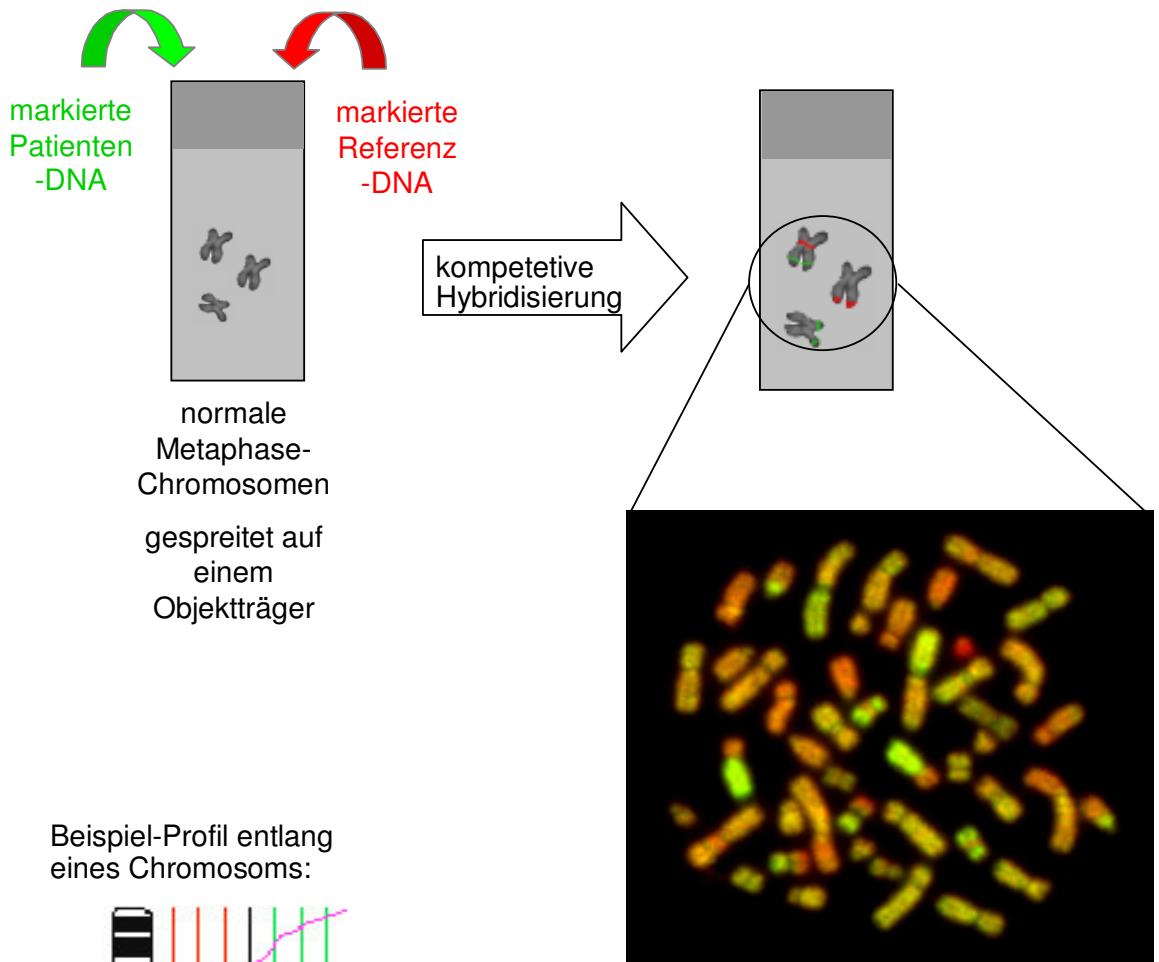 markierte
Patienten
-DNA
markierte
Referenz
-DNA
kompetetive
Hybridisierung
normale
Metaphase-
Chromosomen
gespreitet auf
einem
Objektträger
Beispiel-Profil entlang
eines Chromosoms: